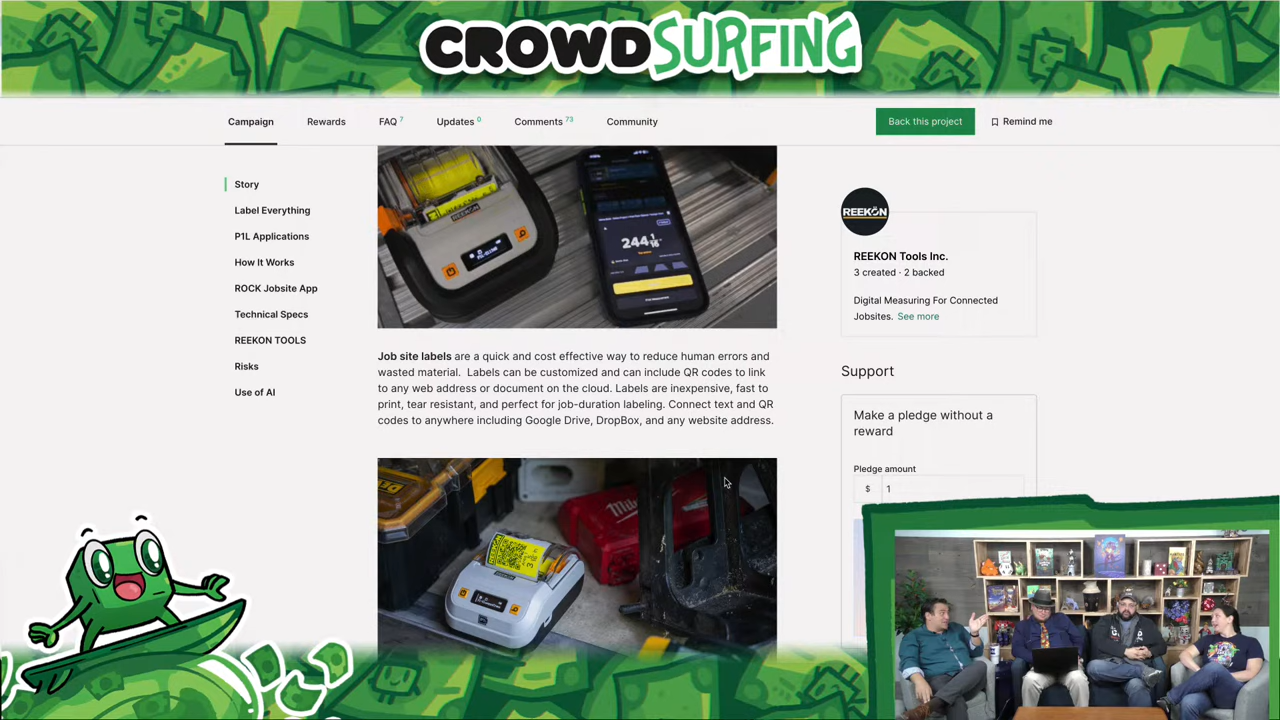 CROWDSURFING
Campaign
Rewards
FAQ 7
Updates 0
Comments 73
Community
Back this project
Remind me
Story
Label Everything
P1L Applications
How It Works
ROCK Jobsite App
Technical Specs
REEKON TOOLS
Risks
Use of AI
REEKON
244 1/16
Job site labels are a quick and cost effective way to reduce human errors and
wasted material.  Labels can be customized and can include QR codes to link
to any web address or document on the cloud. Labels are inexpensive, fast to
print, tear resistant, and perfect for job-duration labeling. Connect text and QR
codes to anywhere including Google Drive, DropBox, and any website address.
REEKON
REEKON Tools Inc.
3 created · 2 backed
Digital Measuring For Connected
Jobsites. See more
Support
Make a pledge without a
reward
Pledge amount
$ 1